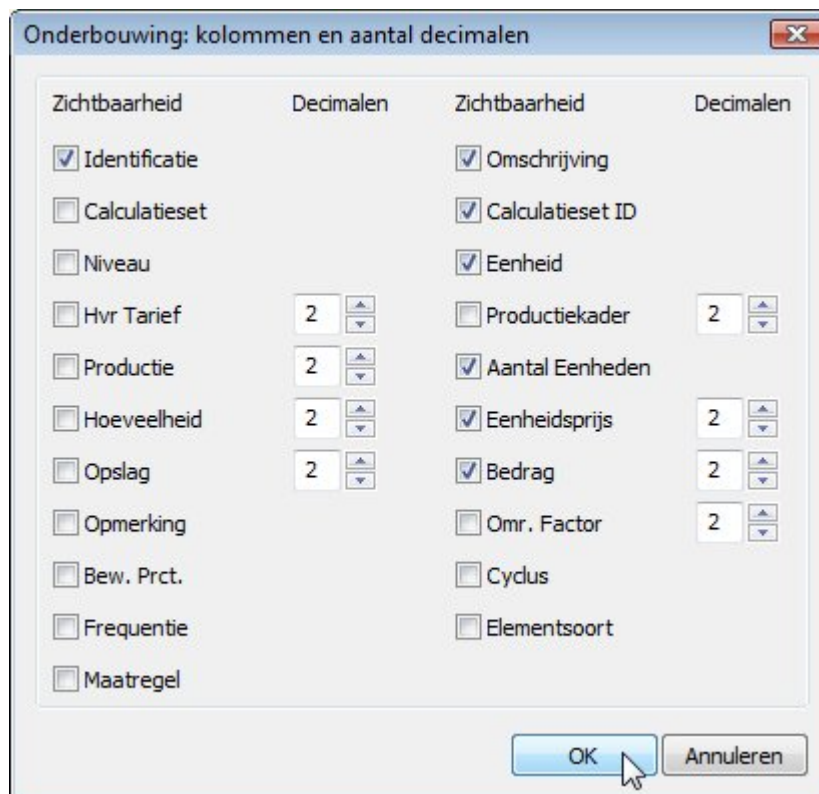 Onderbouwing: kolommen en aantal decimalen
Zichtbaarheid Decimalen Zichtbaarheid Decimalen
Identificatie Omschrijving
Calculatieset Calculatieset ID
Niveau Eenheid
Hvr Tarief 2 Productiekader 2
Productie 2 Aantal Eenheden
Hoeveelheid 2 Eenheidsprijs 2
Opslag 2 Bedrag 2
Opmerking Omr. Factor 2
Bew. Prct. Cyclus
Frequentie Elementsoort
Maatregel
OK Annuleren